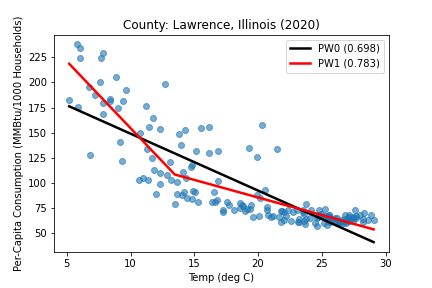 County: Lawrence, Illinois (2020)
PW0 (0.698)
PW1 (0.783)
Per-Capita Consumption (MMBtu/1000 Households)
225
200
175
150
125
100
75
50
5 10 15 20 25 30
Temp (deg C)